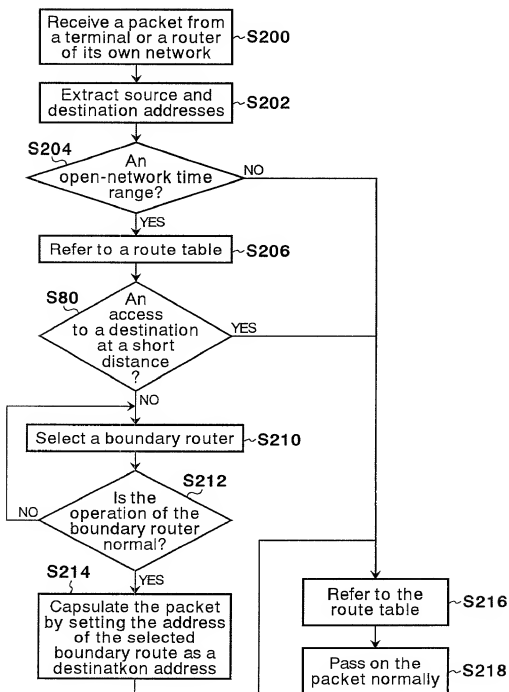 Receive a packet from
a terminal or a router
of its own network
S200
Extract source and
destination addresses
S202
S204
An
open-network time
range?
NO
YES
Refer to a route table
S206
S80
An
access
to a destination
at a short
distance
?
YES
NO
Select a boundary router
S210
S212
Is the
operation of the
boundary router
normal?
NO
YES
S214
Capsulate the packet
by setting the address
of the selected
boundary route as a
destinatkon address
Refer to the
route table
S216
Pass on the
packet normally
S218